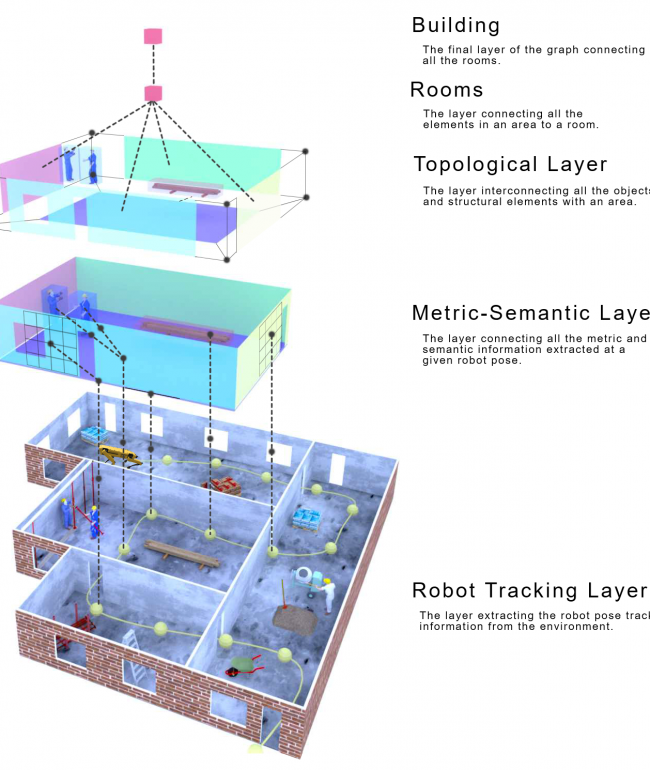 Building
The final layer of the graph connecting
all the rooms.
Rooms
The layer connecting all the
elements in an area to a room.
Topological Layer
The layer interconnecting all the objects
and structural elements with an area.
Metric-Semantic Laye
The layer connecting all the metric and
semantic information extracted at a
given robot pose.
Robot Tracking Layer
The layer extracting the robot pose track
information from the environment.